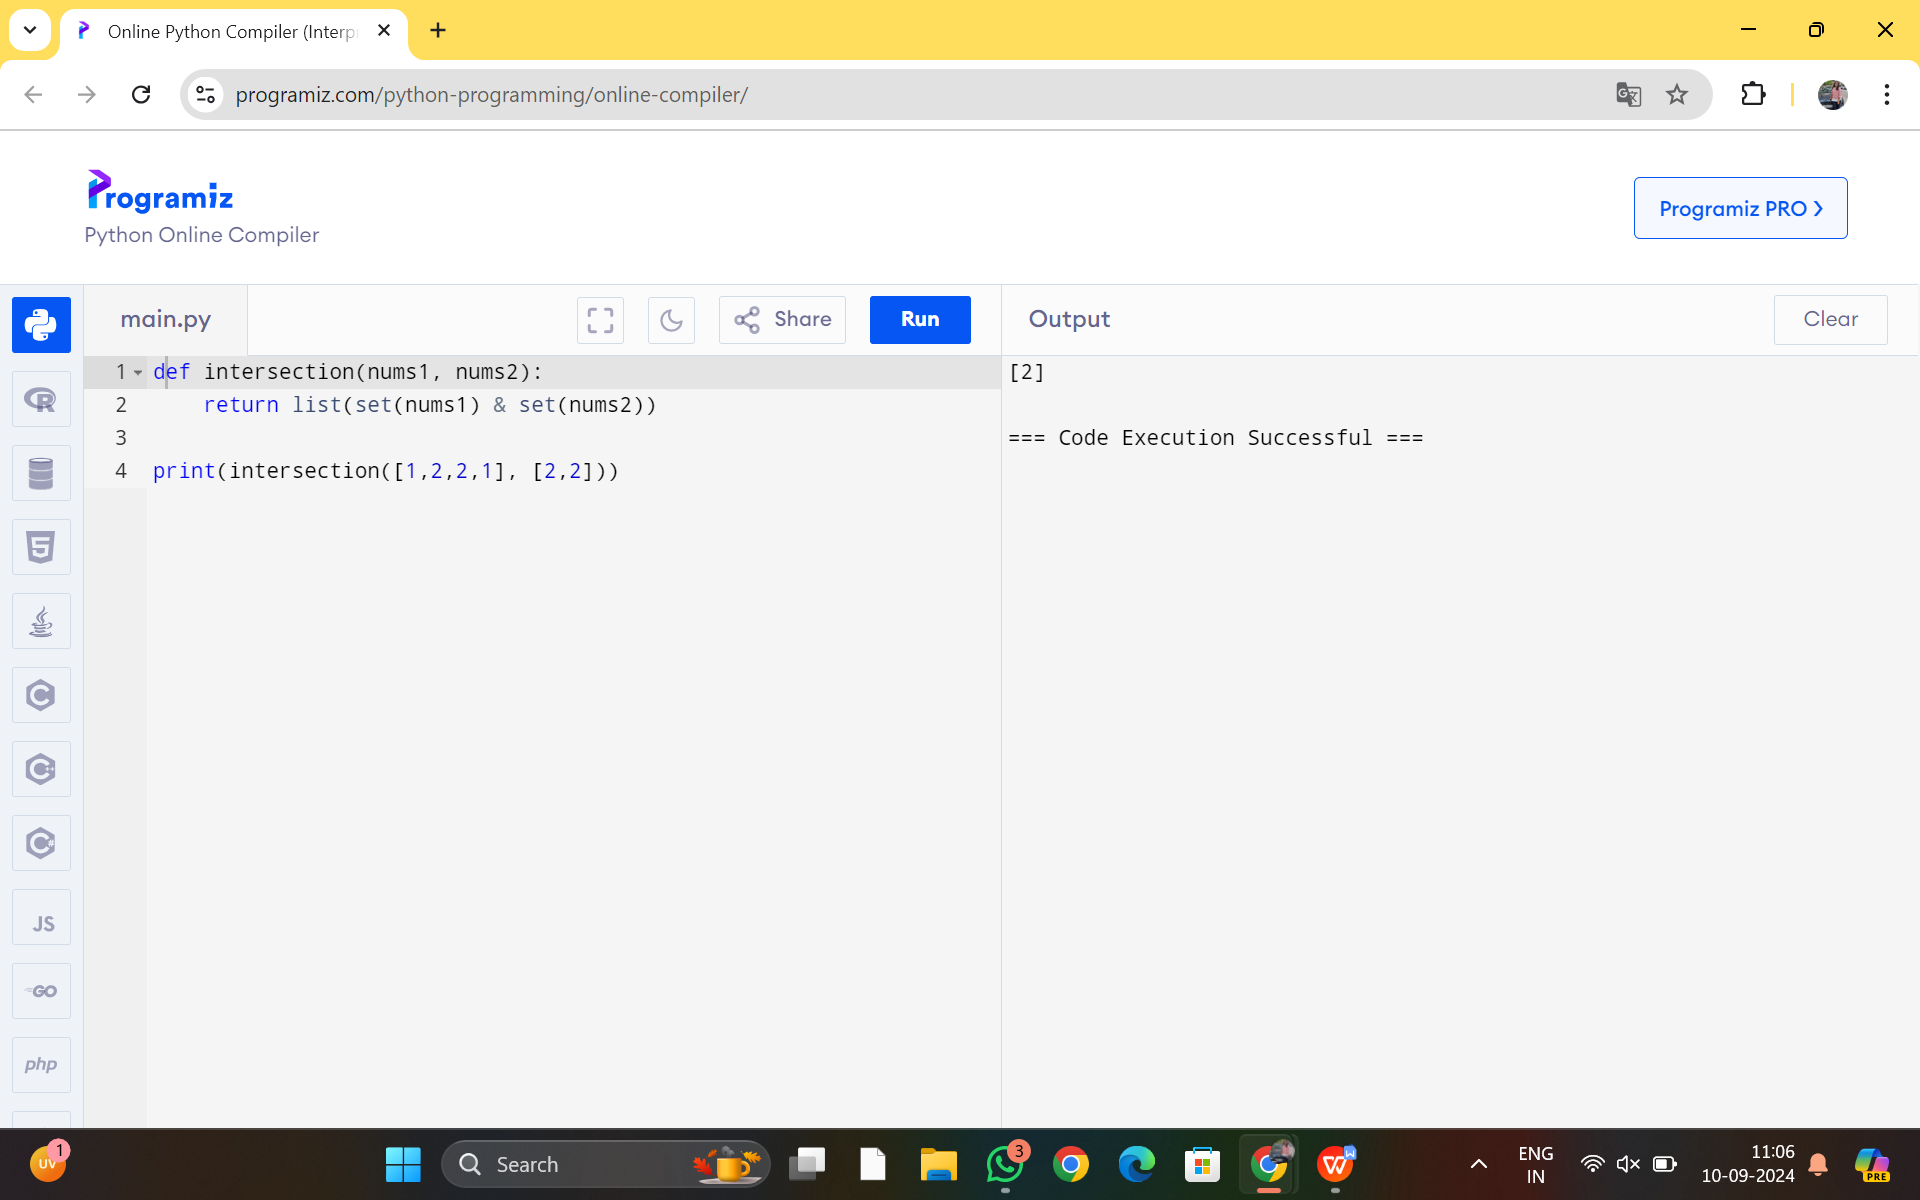 Online Python Compiler (Interp
programiz.com/python-programming/online-compiler/
Programiz
Python Online Compiler
Programiz PRO
main.py
Share
Run
Output
Clear
1 def intersection(nums1, nums2):
2     return list(set(nums1) & set(nums2))
3
4 print(intersection([1,2,2,1], [2,2]))
[2]
=== Code Execution Successful ===
R
5
C
C++
C#
JS
GO
php
UV
1
Search
3
W
W
ENG
IN
11:06
10-09-2024
PRE